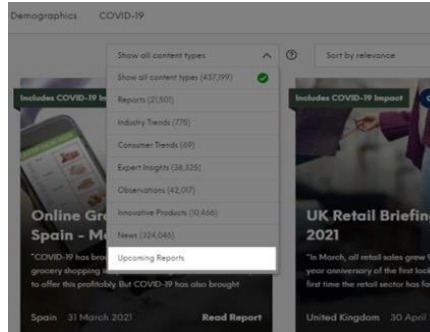 Demographics COVID-19
Show all content types
Sort by relevance
Show all content types (437,199)
Reports (21,501)
Industry Trends (775)
Consumer Trends (69)
Expert Insights (38,325)
Observations (42,017)
Innovative Products (10,466)
News (324,046)
Upcoming Reports
Includes COVID-19 In
Online Gr
Spain - M
"COVID-19 has bro
grocery shopping i
to offer this profitably. But COVID-19 has also brought
Spain 31 March 2021 Read Report
Includes COVID-19 Impact
UK Retail Briefin
2021
"In March, all retail sales grew
year anniversary of the first loc
first time the retail sector has fa
United Kingdom 30 April